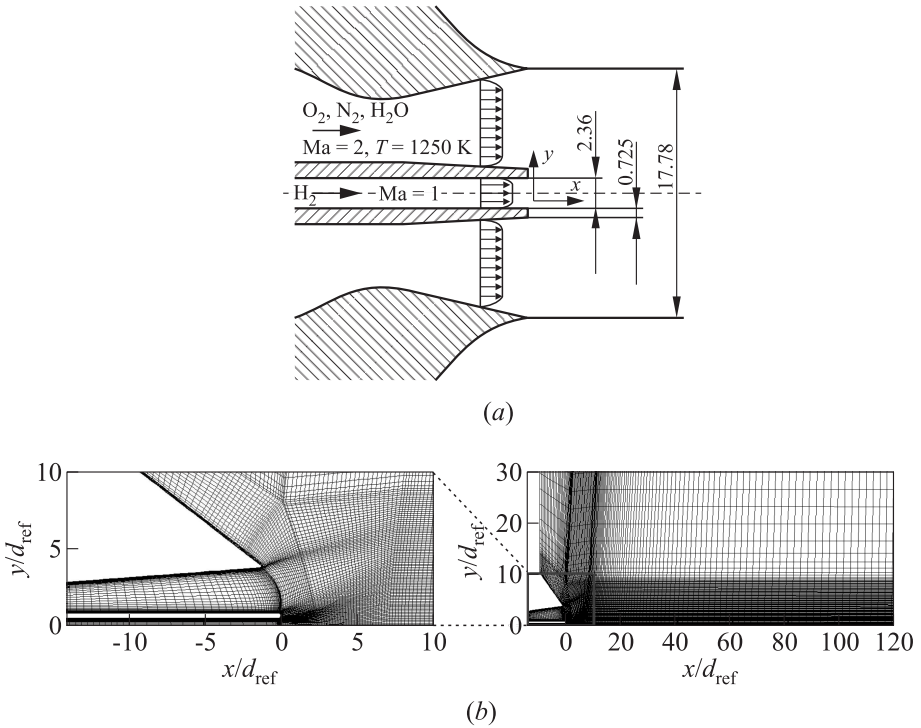 O2, N2, H2O
Ma = 2, T = 1250 K
H2
Ma = 1
y
x
2.36
0.725
17.78
(a)
10
5
0
y/dref
-10
-5
0
5
10
x/dref
30
20
10
0
y/dref
0
20
40
60
80
100
120
x/dref
(b)